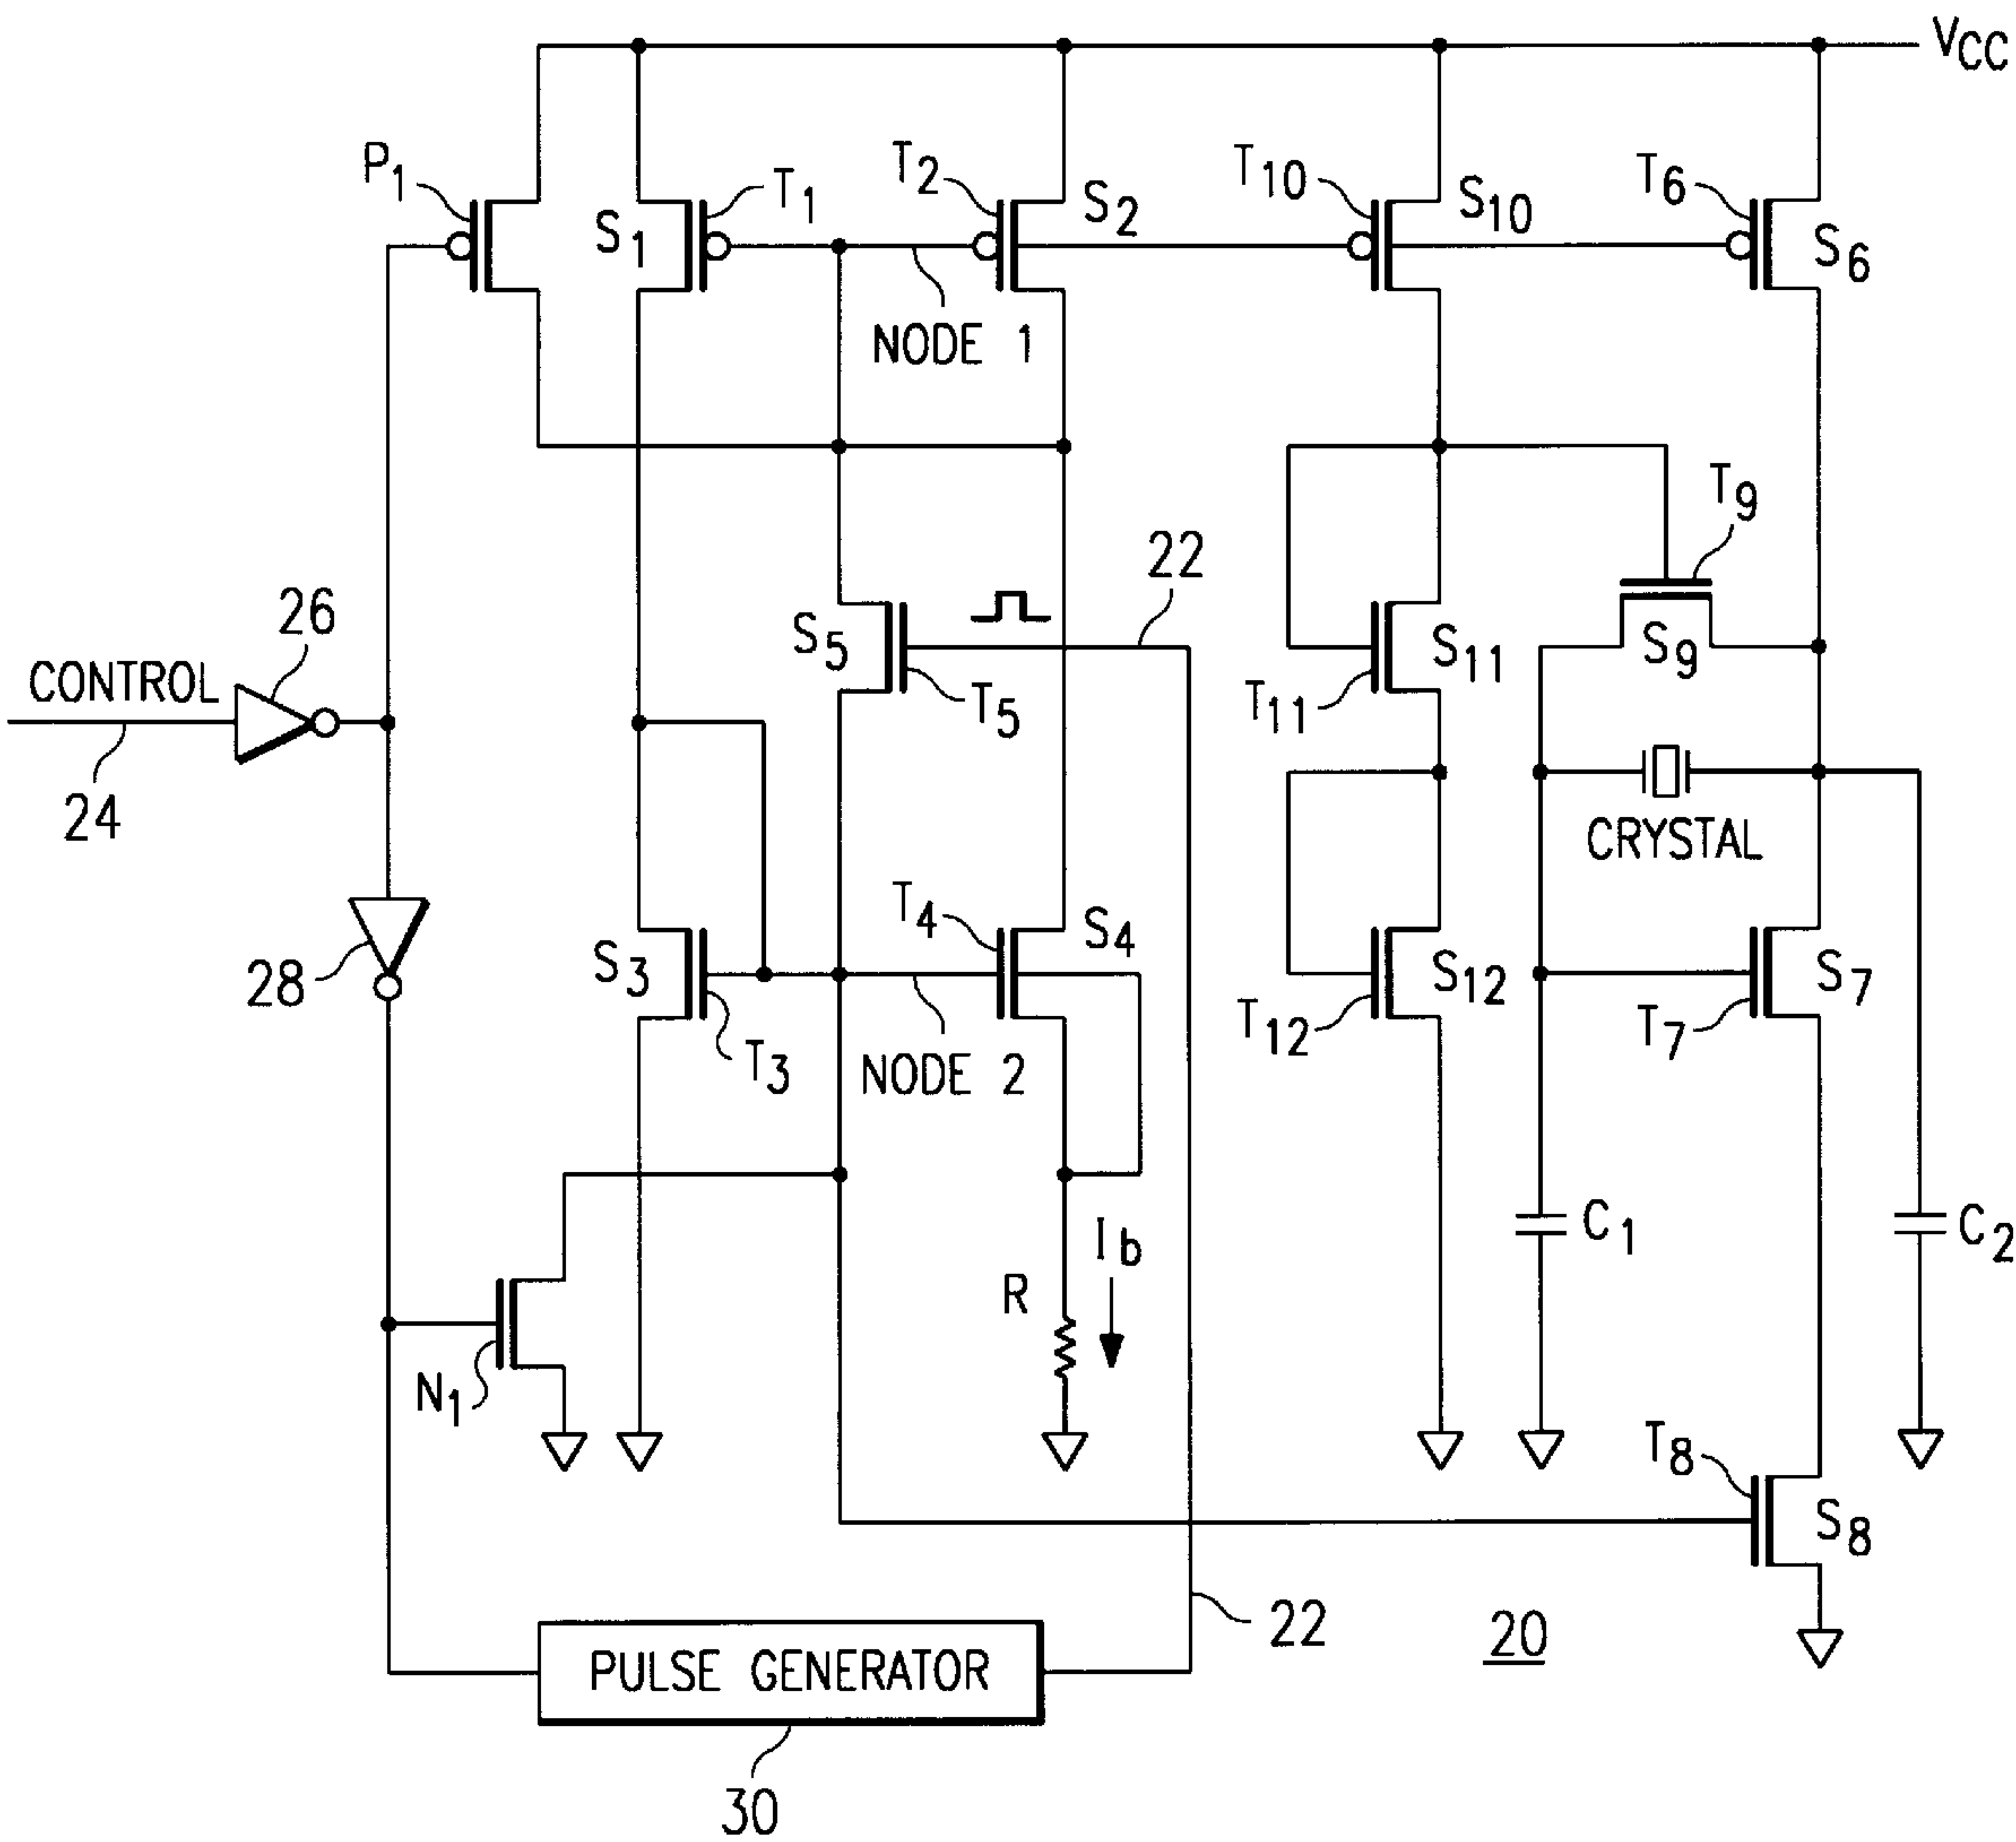 VCC
P1
S1
T1
T2
S2
T10
S10
T6
S6
NODE 1
T9
22
26
S5
S11
S9
CONTROL
T5
T11
24
CRYSTAL
T4
S4
28
S3
S12
S7
T3
NODE 2
T12
T7
C1
C2
Ib
R
N1
T8
S8
22
20
PULSE GENERATOR
30